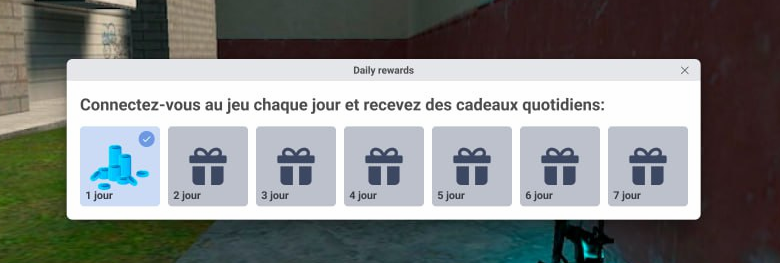 Daily rewards
Connectez-vous au jeu chaque jour et recevez des cadeaux quotidiens:
1 jour
2 jour
3 jour
4 jour
5 jour
6 jour
7 jour